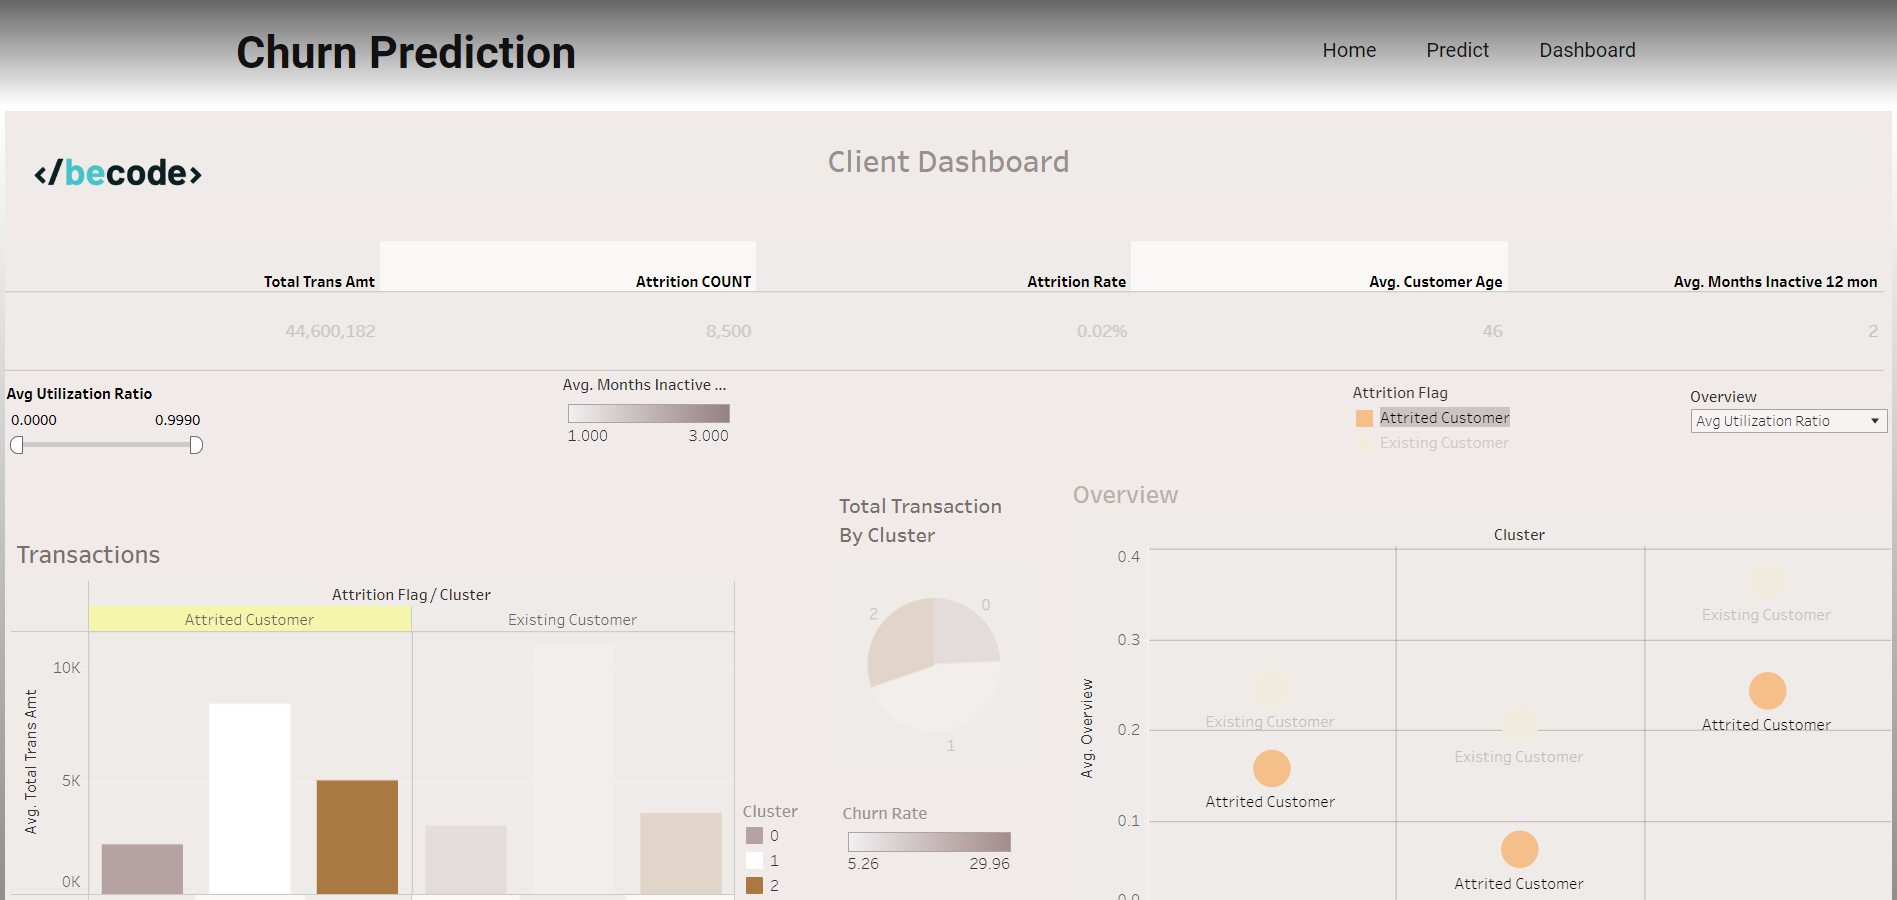 Churn Prediction
Home Predict Dashboard
</becode>
Client Dashboard
Total Trans Amt Attrition COUNT Attrition Rate Avg. Customer Age Avg. Months Inactive 12 mon
44,600,182 8,500 0.02% 46 2
Avg Utilization Ratio
0.0000 0.9990
Avg. Months Inactive ...
1.000 3.000
Attrition Flag
Attrited Customer
Existing Customer
Overview
Avg Utilization Ratio
Transactions
Attrition Flag / Cluster
Attrited Customer Existing Customer
Avg. Total Trans Amt
10K
5K
0K
Cluster
0
1
2
Total Transaction
By Cluster
2 0
1
Churn Rate
5.26 29.96
Overview
Cluster
Avg. Overview
0.4
0.3
0.2
0.1
0.0
Existing Customer
Existing Customer
Attrited Customer
Existing Customer
Attrited Customer
Attrited Customer